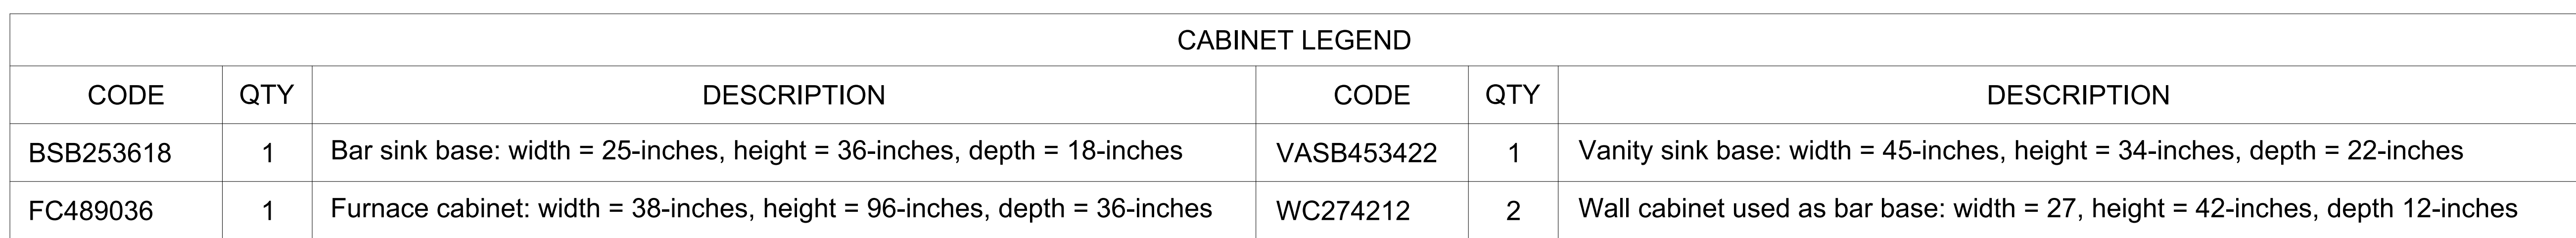 CABINET LEGEND
CODE QTY DESCRIPTION CODE QTY DESCRIPTION
BSB253618 1 Bar sink base: width = 25-inches, height = 36-inches, depth = 18-inches VASB453422 1 Vanity sink base: width = 45-inches, height = 34-inches, depth = 22-inches
FC489036 1 Furnace cabinet: width = 38-inches, height = 96-inches, depth = 36-inches WC274212 2 Wall cabinet used as bar base: width = 27, height = 42-inches, depth 12-inches